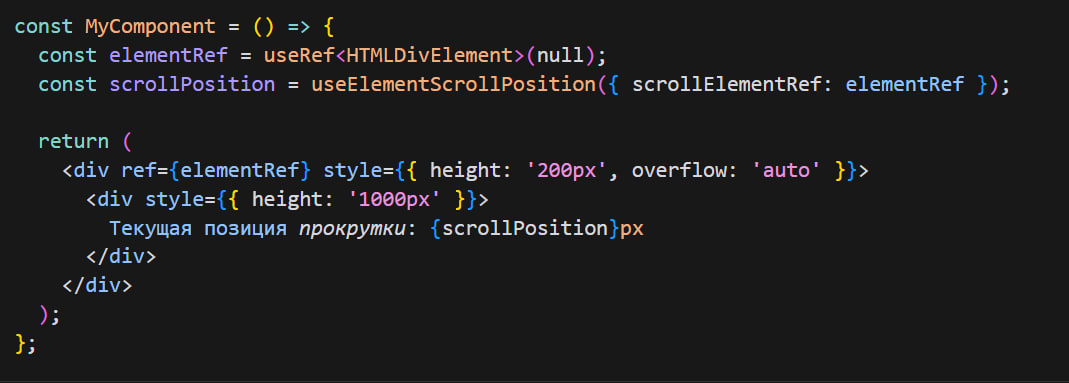 const MyComponent = () => {
  const elementRef = useRef<HTMLDivElement>(null);
  const scrollPosition = useElementScrollPosition({ scrollElementRef: elementRef });

  return (
    <div ref={elementRef} style={{ height: '200px', overflow: 'auto' }}>
      <div style={{ height: '1000px' }}>
        Текущая позиция прокрутки: {scrollPosition}px
      </div>
    </div>
  );
};